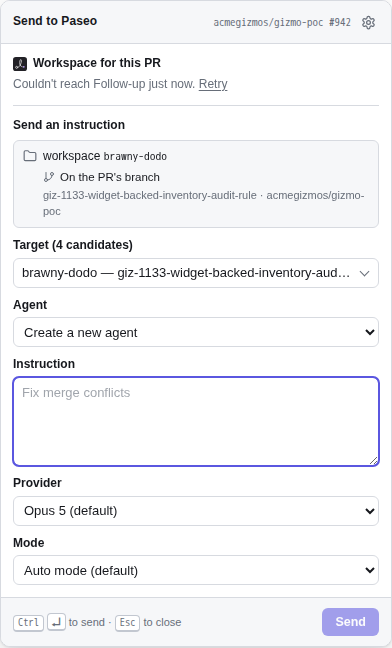 Send to Paseo
acmegizmos/gizmo-poc #942
Workspace for this PR
Couldn't reach Follow-up just now. Retry
Send an instruction
workspace brawny-dodo
On the PR's branch
giz-1133-widget-backed-inventory-audit-rule · acmegizmos/gizmo-
poc
Target (4 candidates)
brawny-dodo — giz-1133-widget-backed-inventory-aud…
Agent
Create a new agent
Instruction
Fix merge conflicts
Provider
Opus 5 (default)
Mode
Auto mode (default)
Ctrl ↵ to send · Esc to close
Send